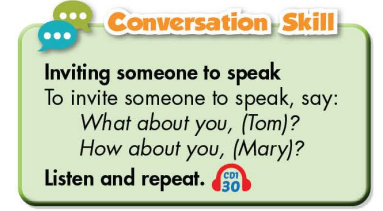 Conversation Skill
Inviting someone to speak
To invite someone to speak, say:
What about you, (Tom)?
How about you, (Mary)?
Listen and repeat. CD1 30